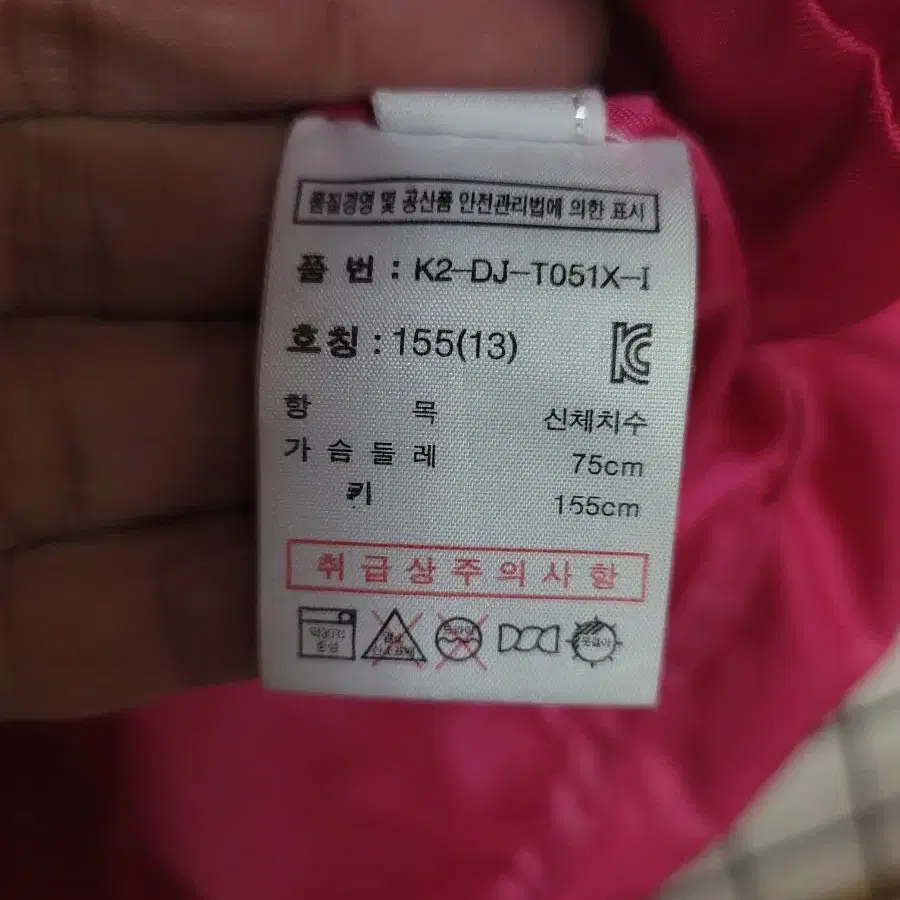 품질경영 및 공산품 안전관리법에 의한 표시
품 번 : K2-DJ-T051X-I
호칭 : 155(13)
항 목 신체치수
가슴둘레 75cm
키 155cm
취급상주의사항